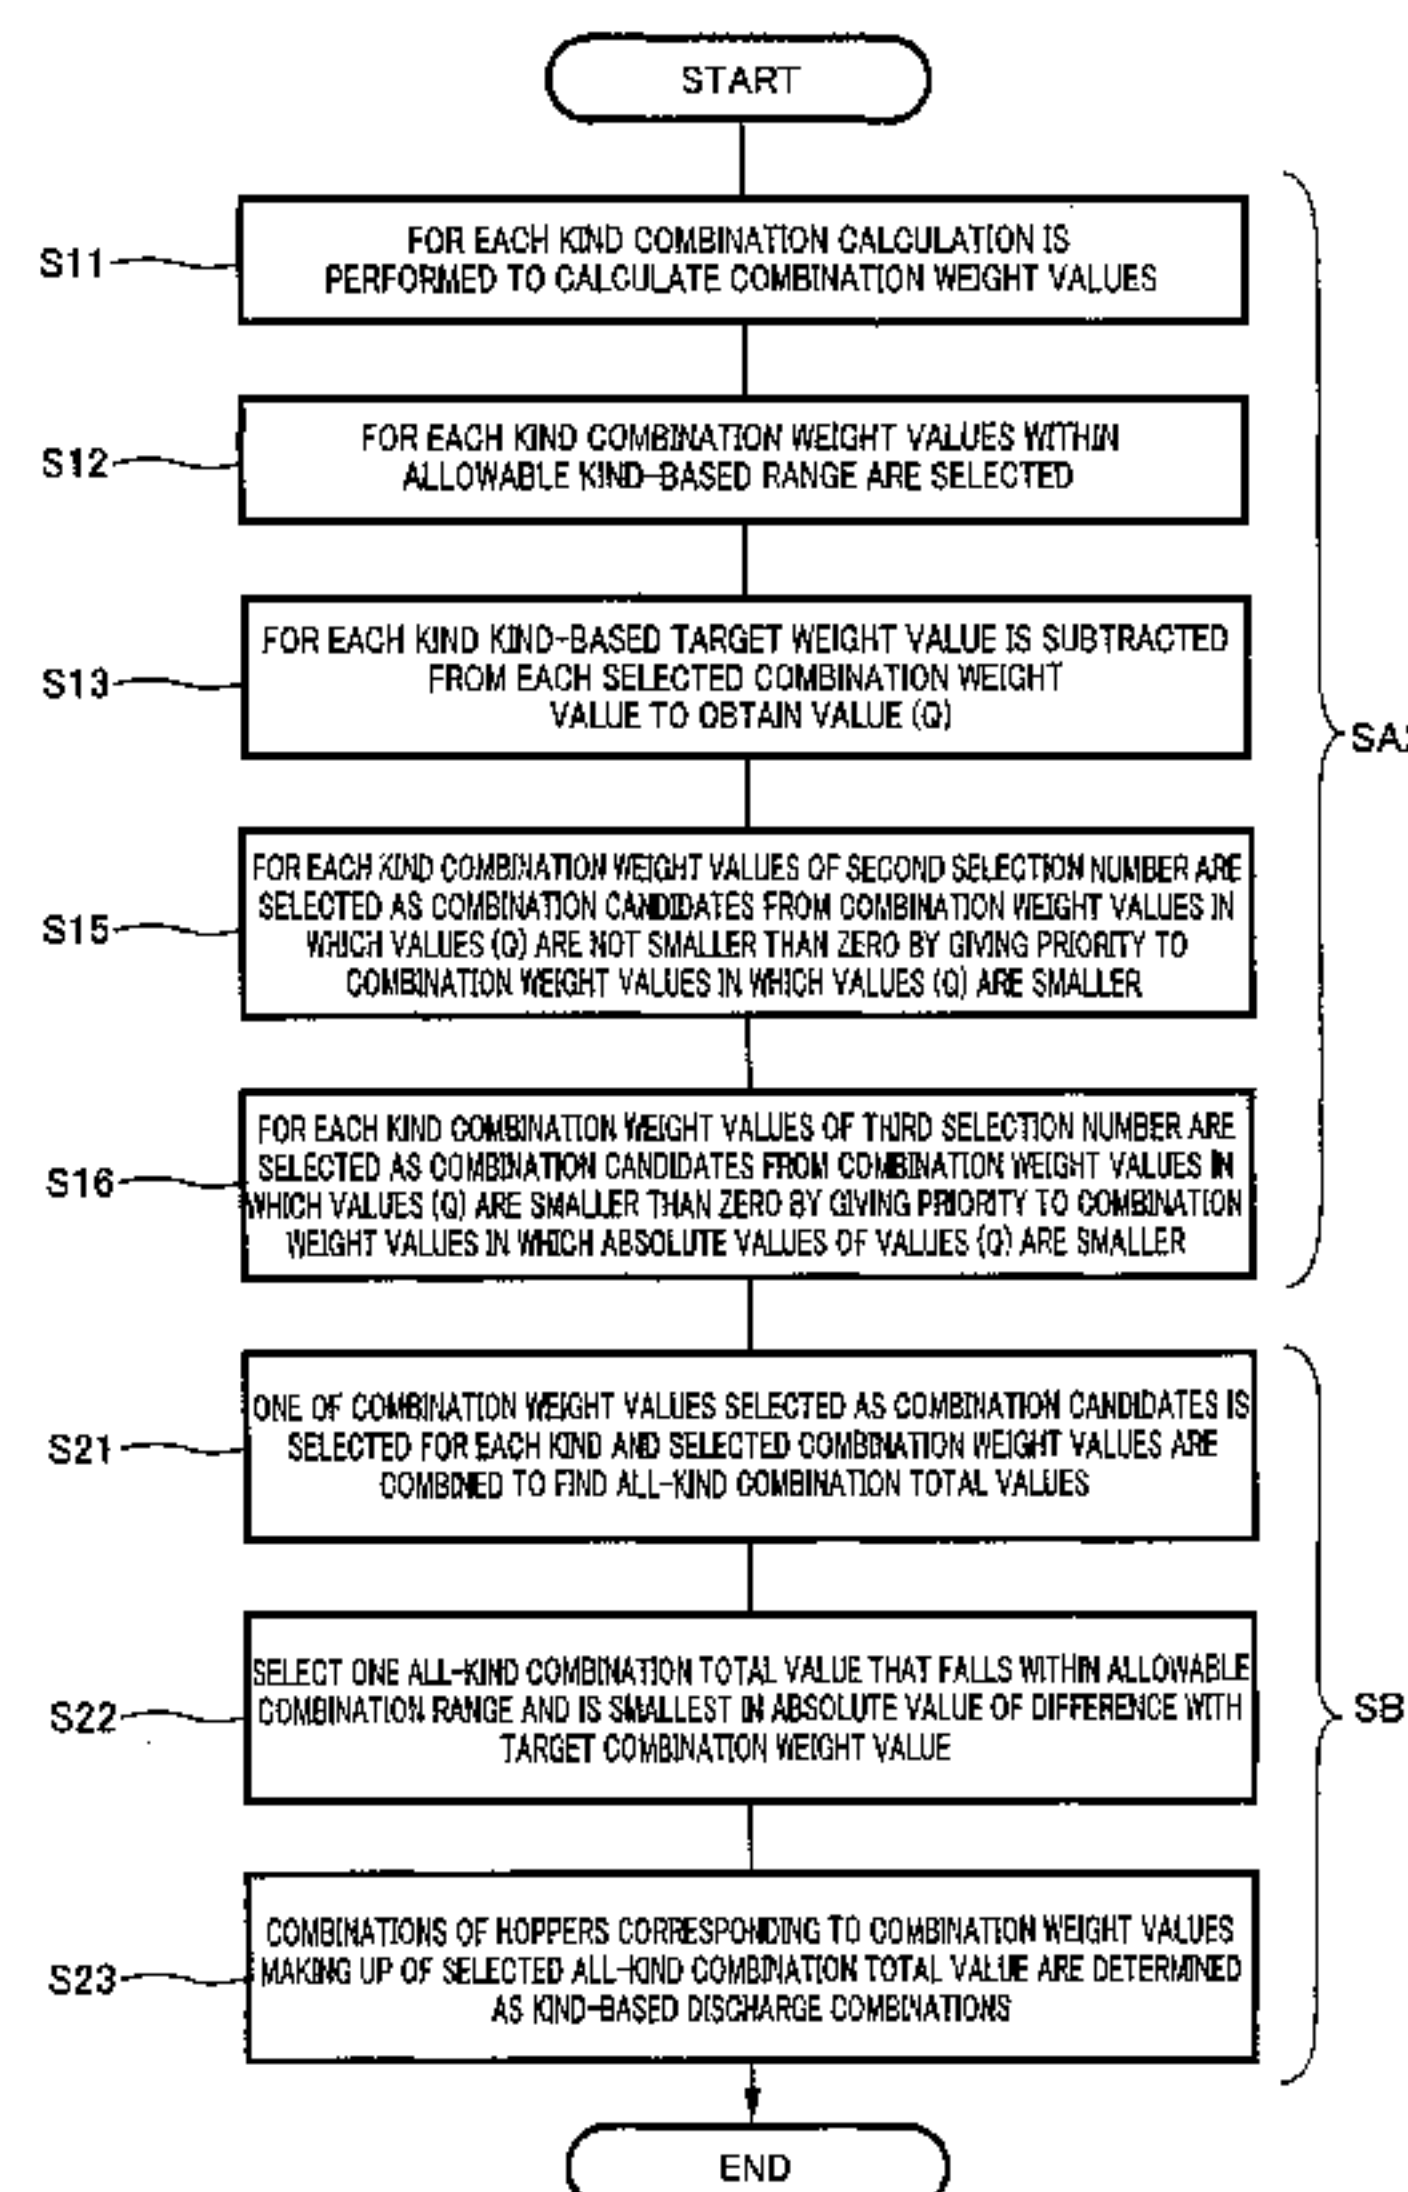 START
S11
FOR EACH KIND COMBINATION CALCULATION IS
PERFORMED TO CALCULATE COMBINATION WEIGHT VALUES
S12
FOR EACH KIND COMBINATION WEIGHT VALUES WITHIN
ALLOWABLE KIND-BASED RANGE ARE SELECTED
S13
FOR EACH KIND KIND-BASED TARGET WEIGHT VALUE IS SUBTRACTED
FROM EACH SELECTED COMBINATION WEIGHT
VALUE TO OBTAIN VALUE (Q)
S15
FOR EACH KIND COMBINATION WEIGHT VALUES OF SECOND SELECTION NUMBER ARE
SELECTED AS COMBINATION CANDIDATES FROM COMBINATION WEIGHT VALUES IN
WHICH VALUES (Q) ARE NOT SMALLER THAN ZERO BY GIVING PRIORITY TO
COMBINATION WEIGHT VALUES IN WHICH VALUES (Q) ARE SMALLER
S16
FOR EACH KIND COMBINATION WEIGHT VALUES OF THIRD SELECTION NUMBER ARE
SELECTED AS COMBINATION CANDIDATES FROM COMBINATION WEIGHT VALUES IN
WHICH VALUES (Q) ARE SMALLER THAN ZERO BY GIVING PRIORITY TO COMBINATION
WEIGHT VALUES IN WHICH ABSOLUTE VALUES OF VALUES (Q) ARE SMALLER
S21
ONE OF COMBINATION WEIGHT VALUES SELECTED AS COMBINATION CANDIDATES IS
SELECTED FOR EACH KIND AND SELECTED COMBINATION WEIGHT VALUES ARE
COMBINED TO FIND ALL-KIND COMBINATION TOTAL VALUES
S22
SELECT ONE ALL-KIND COMBINATION TOTAL VALUE THAT FALLS WITHIN ALLOWABLE
COMBINATION RANGE AND IS SMALLEST IN ABSOLUTE VALUE OF DIFFERENCE WITH
TARGET COMBINATION WEIGHT VALUE
SB
S23
COMBINATIONS OF HOPPERS CORRESPONDING TO COMBINATION WEIGHT VALUES
MAKING UP OF SELECTED ALL-KIND COMBINATION TOTAL VALUE ARE DETERMINED
AS KIND-BASED DISCHARGE COMBINATIONS
END